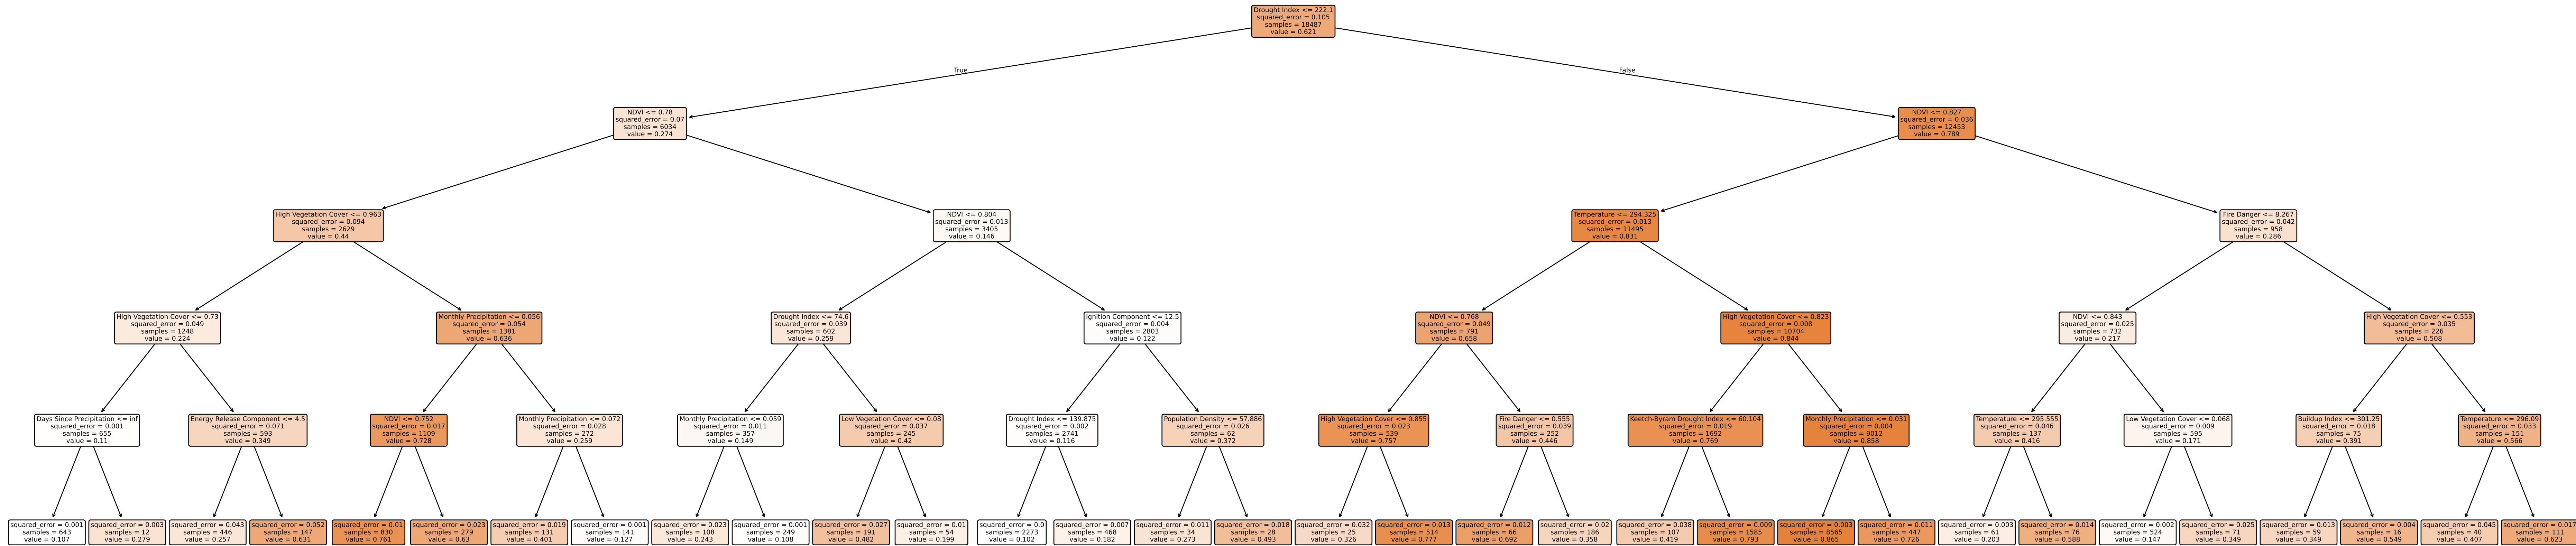 Drought Index <= 222.1
squared_error = 0.105
samples = 18487
value = 0.621
True
False
NDVI <= 0.78
squared_error = 0.07
samples = 6034
value = 0.274
NDVI <= 0.827
squared_error = 0.036
samples = 12453
value = 0.789
High Vegetation Cover <= 0.963
squared_error = 0.094
samples = 2629
value = 0.44
NDVI <= 0.804
squared_error = 0.013
samples = 3405
value = 0.146
Temperature <= 294.325
squared_error = 0.013
samples = 11495
value = 0.831
Fire Danger <= 8.267
squared_error = 0.042
samples = 958
value = 0.286
High Vegetation Cover <= 0.73
squared_error = 0.049
samples = 1248
value = 0.224
Monthly Precipitation <= 0.056
squared_error = 0.054
samples = 1381
value = 0.636
Drought Index <= 74.6
squared_error = 0.039
samples = 602
value = 0.259
Ignition Component <= 12.5
squared_error = 0.004
samples = 2803
value = 0.122
NDVI <= 0.768
squared_error = 0.049
samples = 791
value = 0.658
High Vegetation Cover <= 0.823
squared_error = 0.008
samples = 10704
value = 0.844
NDVI <= 0.843
squared_error = 0.025
samples = 732
value = 0.217
High Vegetation Cover <= 0.553
squared_error = 0.035
samples = 226
value = 0.508
Days Since Precipitation <= inf
squared_error = 0.001
samples = 655
value = 0.11
Energy Release Component <= 4.5
squared_error = 0.071
samples = 593
value = 0.349
NDVI <= 0.752
squared_error = 0.017
samples = 1109
value = 0.728
Monthly Precipitation <= 0.072
squared_error = 0.028
samples = 272
value = 0.259
Monthly Precipitation <= 0.059
squared_error = 0.011
samples = 357
value = 0.149
Low Vegetation Cover <= 0.08
squared_error = 0.037
samples = 245
value = 0.42
Drought Index <= 139.875
squared_error = 0.002
samples = 2741
value = 0.116
Population Density <= 57.886
squared_error = 0.026
samples = 62
value = 0.372
High Vegetation Cover <= 0.855
squared_error = 0.023
samples = 539
value = 0.757
Fire Danger <= 0.555
squared_error = 0.039
samples = 252
value = 0.446
Keetch-Byram Drought Index <= 60.104
squared_error = 0.019
samples = 1692
value = 0.769
Monthly Precipitation <= 0.031
squared_error = 0.004
samples = 9012
value = 0.858
Temperature <= 295.555
squared_error = 0.046
samples = 137
value = 0.416
Low Vegetation Cover <= 0.068
squared_error = 0.009
samples = 595
value = 0.171
Buildup Index <= 301.25
squared_error = 0.018
samples = 75
value = 0.391
Temperature <= 296.09
squared_error = 0.033
samples = 151
value = 0.566
squared_error = 0.001
samples = 643
value = 0.107
squared_error = 0.003
samples = 12
value = 0.279
squared_error = 0.043
samples = 446
value = 0.257
squared_error = 0.052
samples = 147
value = 0.631
squared_error = 0.01
samples = 830
value = 0.761
squared_error = 0.023
samples = 279
value = 0.63
squared_error = 0.019
samples = 131
value = 0.401
squared_error = 0.001
samples = 141
value = 0.127
squared_error = 0.023
samples = 108
value = 0.243
squared_error = 0.001
samples = 249
value = 0.108
squared_error = 0.027
samples = 191
value = 0.482
squared_error = 0.01
samples = 54
value = 0.199
squared_error = 0.0
samples = 2273
value = 0.102
squared_error = 0.007
samples = 468
value = 0.182
squared_error = 0.011
samples = 34
value = 0.273
squared_error = 0.018
samples = 28
value = 0.493
squared_error = 0.032
samples = 25
value = 0.326
squared_error = 0.013
samples = 514
value = 0.777
squared_error = 0.012
samples = 66
value = 0.692
squared_error = 0.02
samples = 186
value = 0.358
squared_error = 0.038
samples = 107
value = 0.419
squared_error = 0.009
samples = 1585
value = 0.793
squared_error = 0.003
samples = 8565
value = 0.865
squared_error = 0.011
samples = 447
value = 0.726
squared_error = 0.003
samples = 61
value = 0.203
squared_error = 0.014
samples = 76
value = 0.588
squared_error = 0.002
samples = 524
value = 0.147
squared_error = 0.025
samples = 71
value = 0.349
squared_error = 0.013
samples = 59
value = 0.349
squared_error = 0.004
samples = 16
value = 0.549
squared_error = 0.045
samples = 40
value = 0.407
squared_error = 0.017
samples = 111
value = 0.623